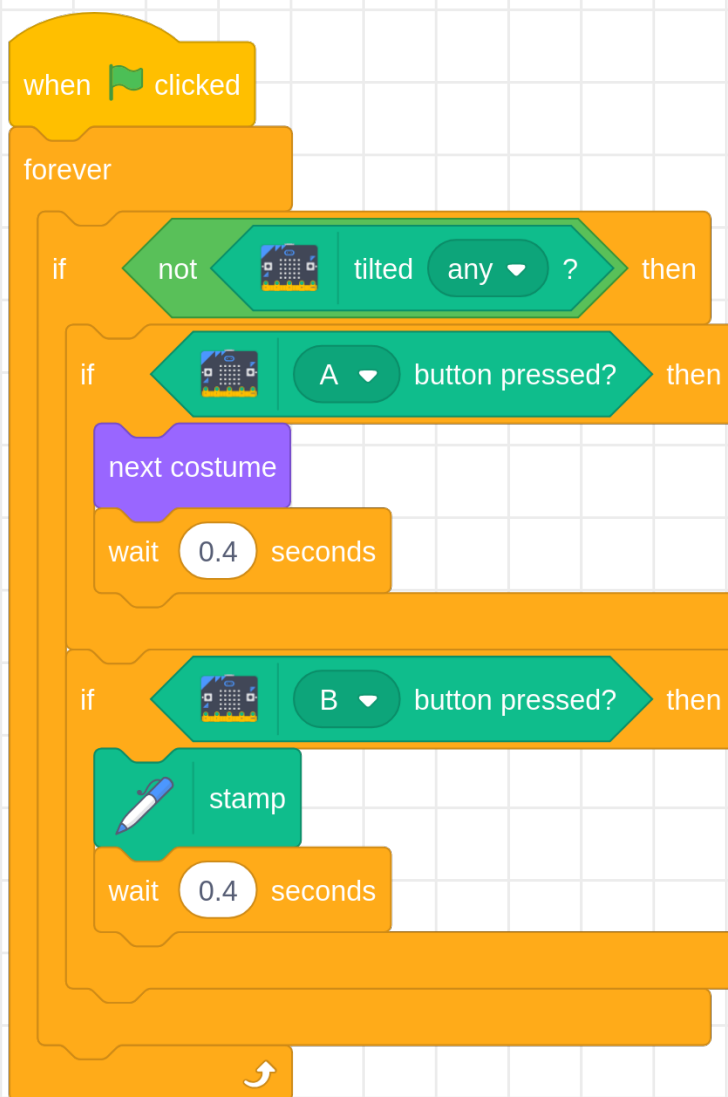 when clicked
forever
if not tilted any ? then
if A button pressed? then
next costume
wait 0.4 seconds
if B button pressed? then
stamp
wait 0.4 seconds